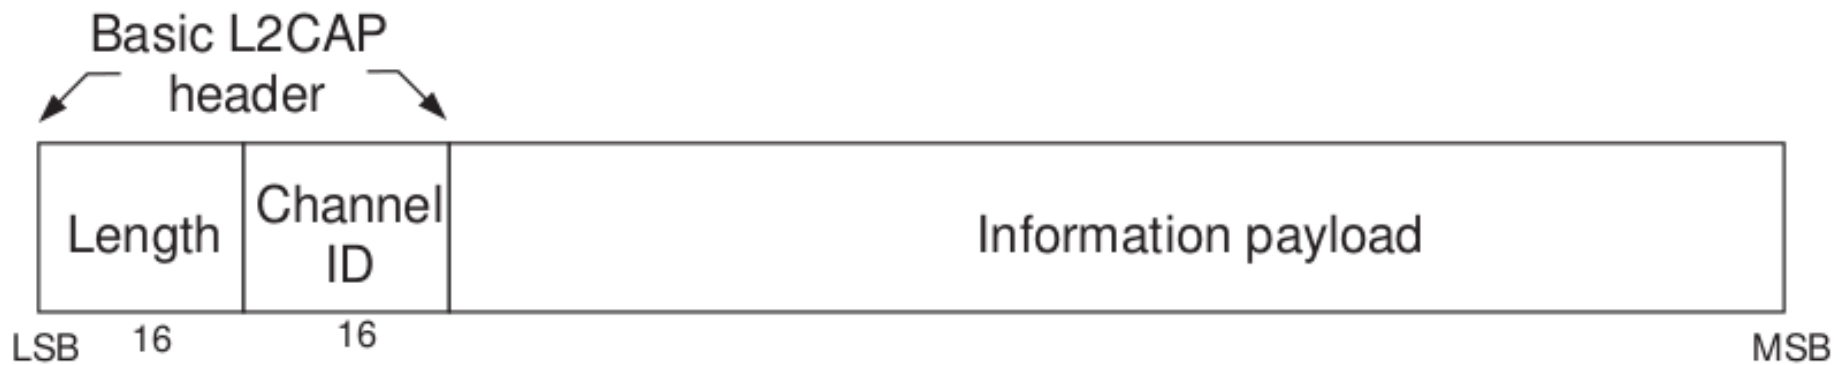 Basic L2CAP
header
Length
Channel
ID
Information payload
LSB
16
16
MSB